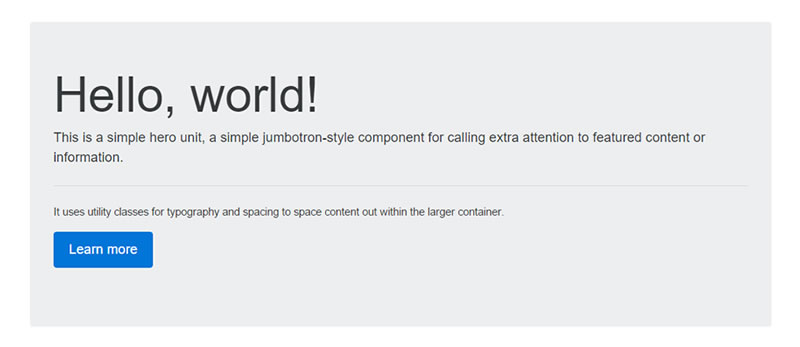 Hello, world!
This is a simple hero unit, a simple jumbotron-style component for calling extra attention to featured content or
information.
It uses utility classes for typography and spacing to space content out within the larger container.
Learn more